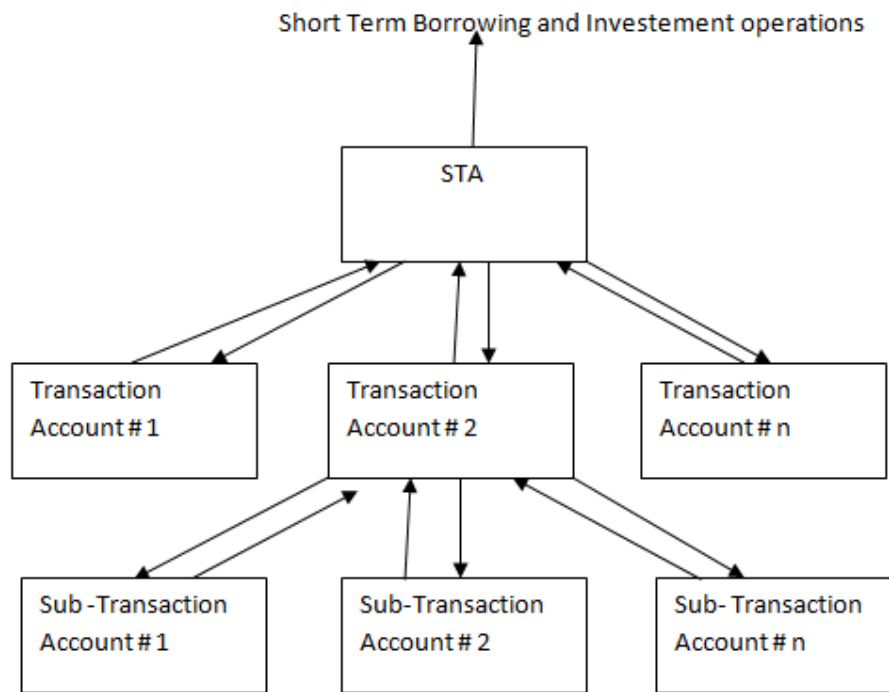 Short Term Borrowing and Investement operations
STA
Transaction
Account # 1
Transaction
Account # 2
Transaction
Account # n
Sub -Transaction
Account # 1
Sub-Transaction
Account # 2
Sub- Transaction
Account # n